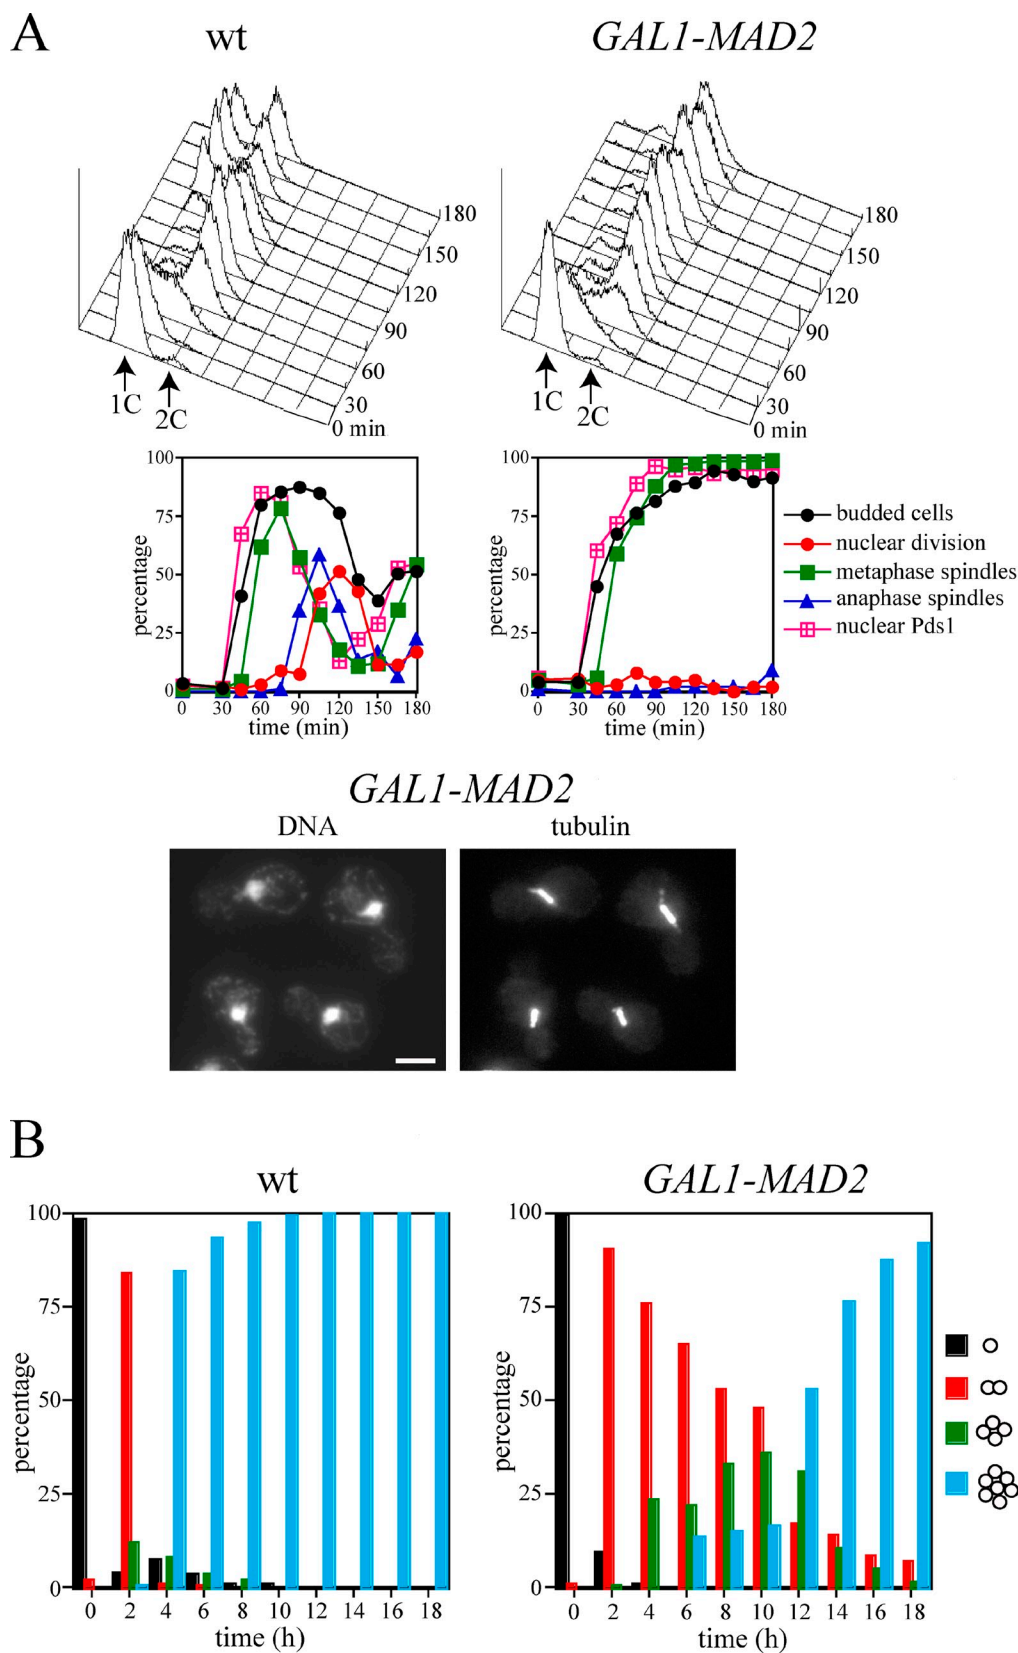 A
wt
GAL1-MAD2
180
150
120
90
60
30
0 min
1C
2C
180
150
120
90
60
30
0 min
1C
2C
percentage
100
75
50
25
0
0 30 60 90 120 150 180
time (min)
percentage
100
75
50
25
0
0 30 60 90 120 150 180
time (min)
budded cells
nuclear division
metaphase spindles
anaphase spindles
nuclear Pds1
GAL1-MAD2
DNA
tubulin
B
wt
GAL1-MAD2
percentage
100
75
50
25
0
0 2 4 6 8 10 12 14 16 18
time (h)
percentage
100
75
50
25
0
0 2 4 6 8 10 12 14 16 18
time (h)